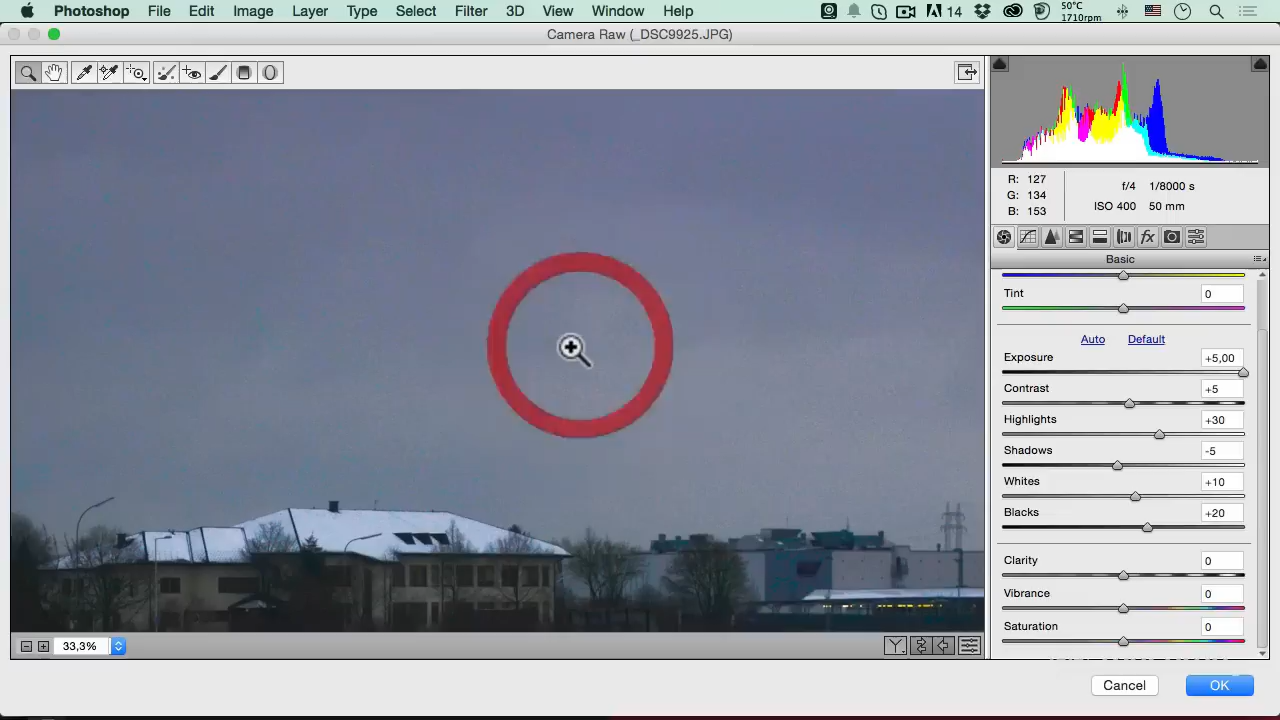 Photoshop File Edit Image Layer Type Select Filter 3D View Window Help 14 50°C 1710rpm
Camera Raw (_DSC9925.JPG)
R: 127
G: 134
B: 153
f/4 1/8000 s
ISO 400 50 mm
fx
Basic
Tint 0
Auto Default
Exposure +5,00
Contrast +5
Highlights +30
Shadows -5
Whites +10
Blacks +20
Clarity 0
Vibrance 0
Saturation 0
33,3%
Y
Cancel OK